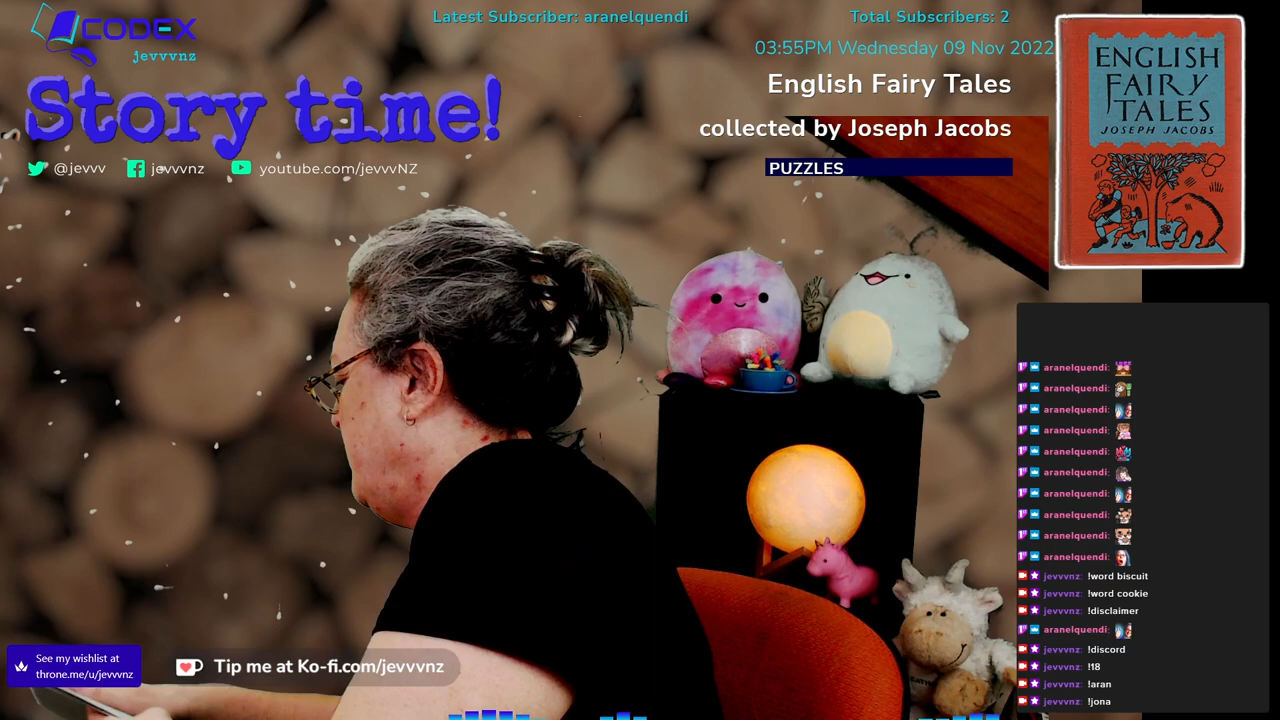 CODEX
jevvvnz
Latest Subscriber: aranelquendi
Total Subscribers: 2
03:55PM Wednesday 09 Nov 2022
Story time!
English Fairy Tales
collected by Joseph Jacobs
PUZZLES
@jevvv
jevvvnz
youtube.com/jevvvNZ
ENGLISH
FAIRY
TALES
JOSEPH JACOBS
aranelquendi:
aranelquendi:
aranelquendi:
aranelquendi:
aranelquendi:
aranelquendi:
aranelquendi:
aranelquendi:
aranelquendi:
aranelquendi:
jevvvnz: !word biscuit
jevvvnz: !word cookie
jevvvnz: !disclaimer
aranelquendi:
jevvvnz: !discord
jevvvnz: !18
jevvvnz: !aran
jevvvnz: !jona
See my wishlist at
throne.me/u/jevvvnz
Tip me at Ko-fi.com/jevvvnz